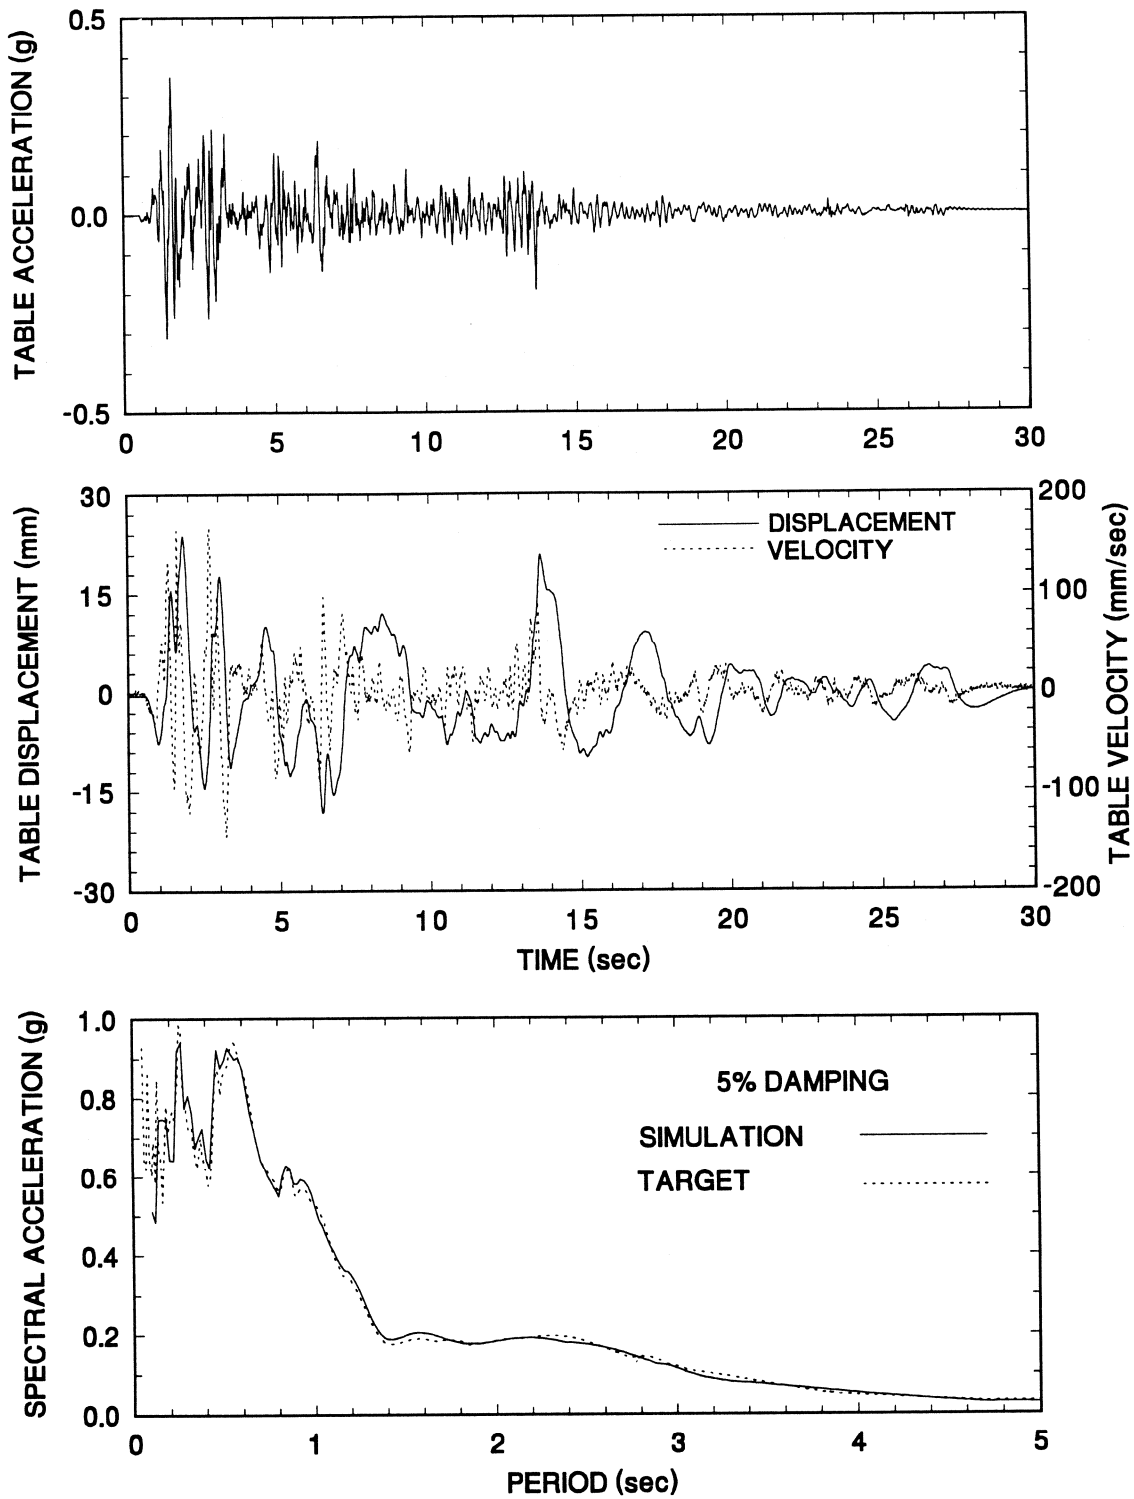 TABLE ACCELERATION (g)
0.5
0.0
-0.5
0 5 10 15 20 25 30
TABLE DISPLACEMENT (mm)
30
15
0
-15
-30
DISPLACEMENT
VELOCITY
200
100
0
-100
-200
TABLE VELOCITY (mm/sec)
0 5 10 15 20 25 30
TIME (sec)
SPECTRAL ACCELERATION (g)
1.0
0.8
0.6
0.4
0.2
0.0
5% DAMPING
SIMULATION
TARGET
0 1 2 3 4 5
PERIOD (sec)